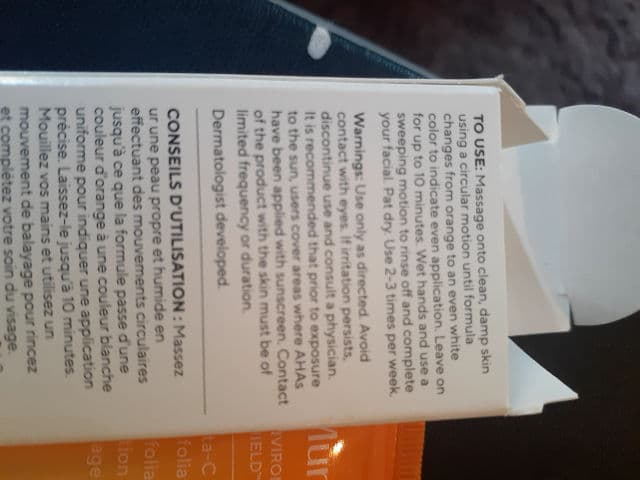 TO USE: Massage onto clean, damp skin
using a circular motion until formula
changes from orange to an even white
color to indicate even application. Leave on
for up to 10 minutes. Wet hands and use a
sweeping motion to rinse off and complete
your facial. Pat dry. Use 2-3 times per week.
Warnings: Use only as directed. Avoid
contact with eyes. If irritation persists,
discontinue use and consult a physician.
It is recommended that prior to exposure
to the sun, users cover areas where AHAs
have been applied with sunscreen. Contact
of the product with the skin must be of
limited frequency or duration.
Dermatologist developed.
CONSEILS D'UTILISATION : Massez
ur une peau propre et humide en
effectuant des mouvements circulaires
jusqu'à ce que la formule passe d'une
couleur d'orange à une couleur blanche
uniforme pour indiquer une application
précise. Laissez-le jusqu'à 10 minutes.
Mouillez vos mains et utilisez un
mouvement de balayage pour rincez
et complétez votre soin du visage.
Mur
NVIRO
IELD
ta-C
folia
folia
tion
age